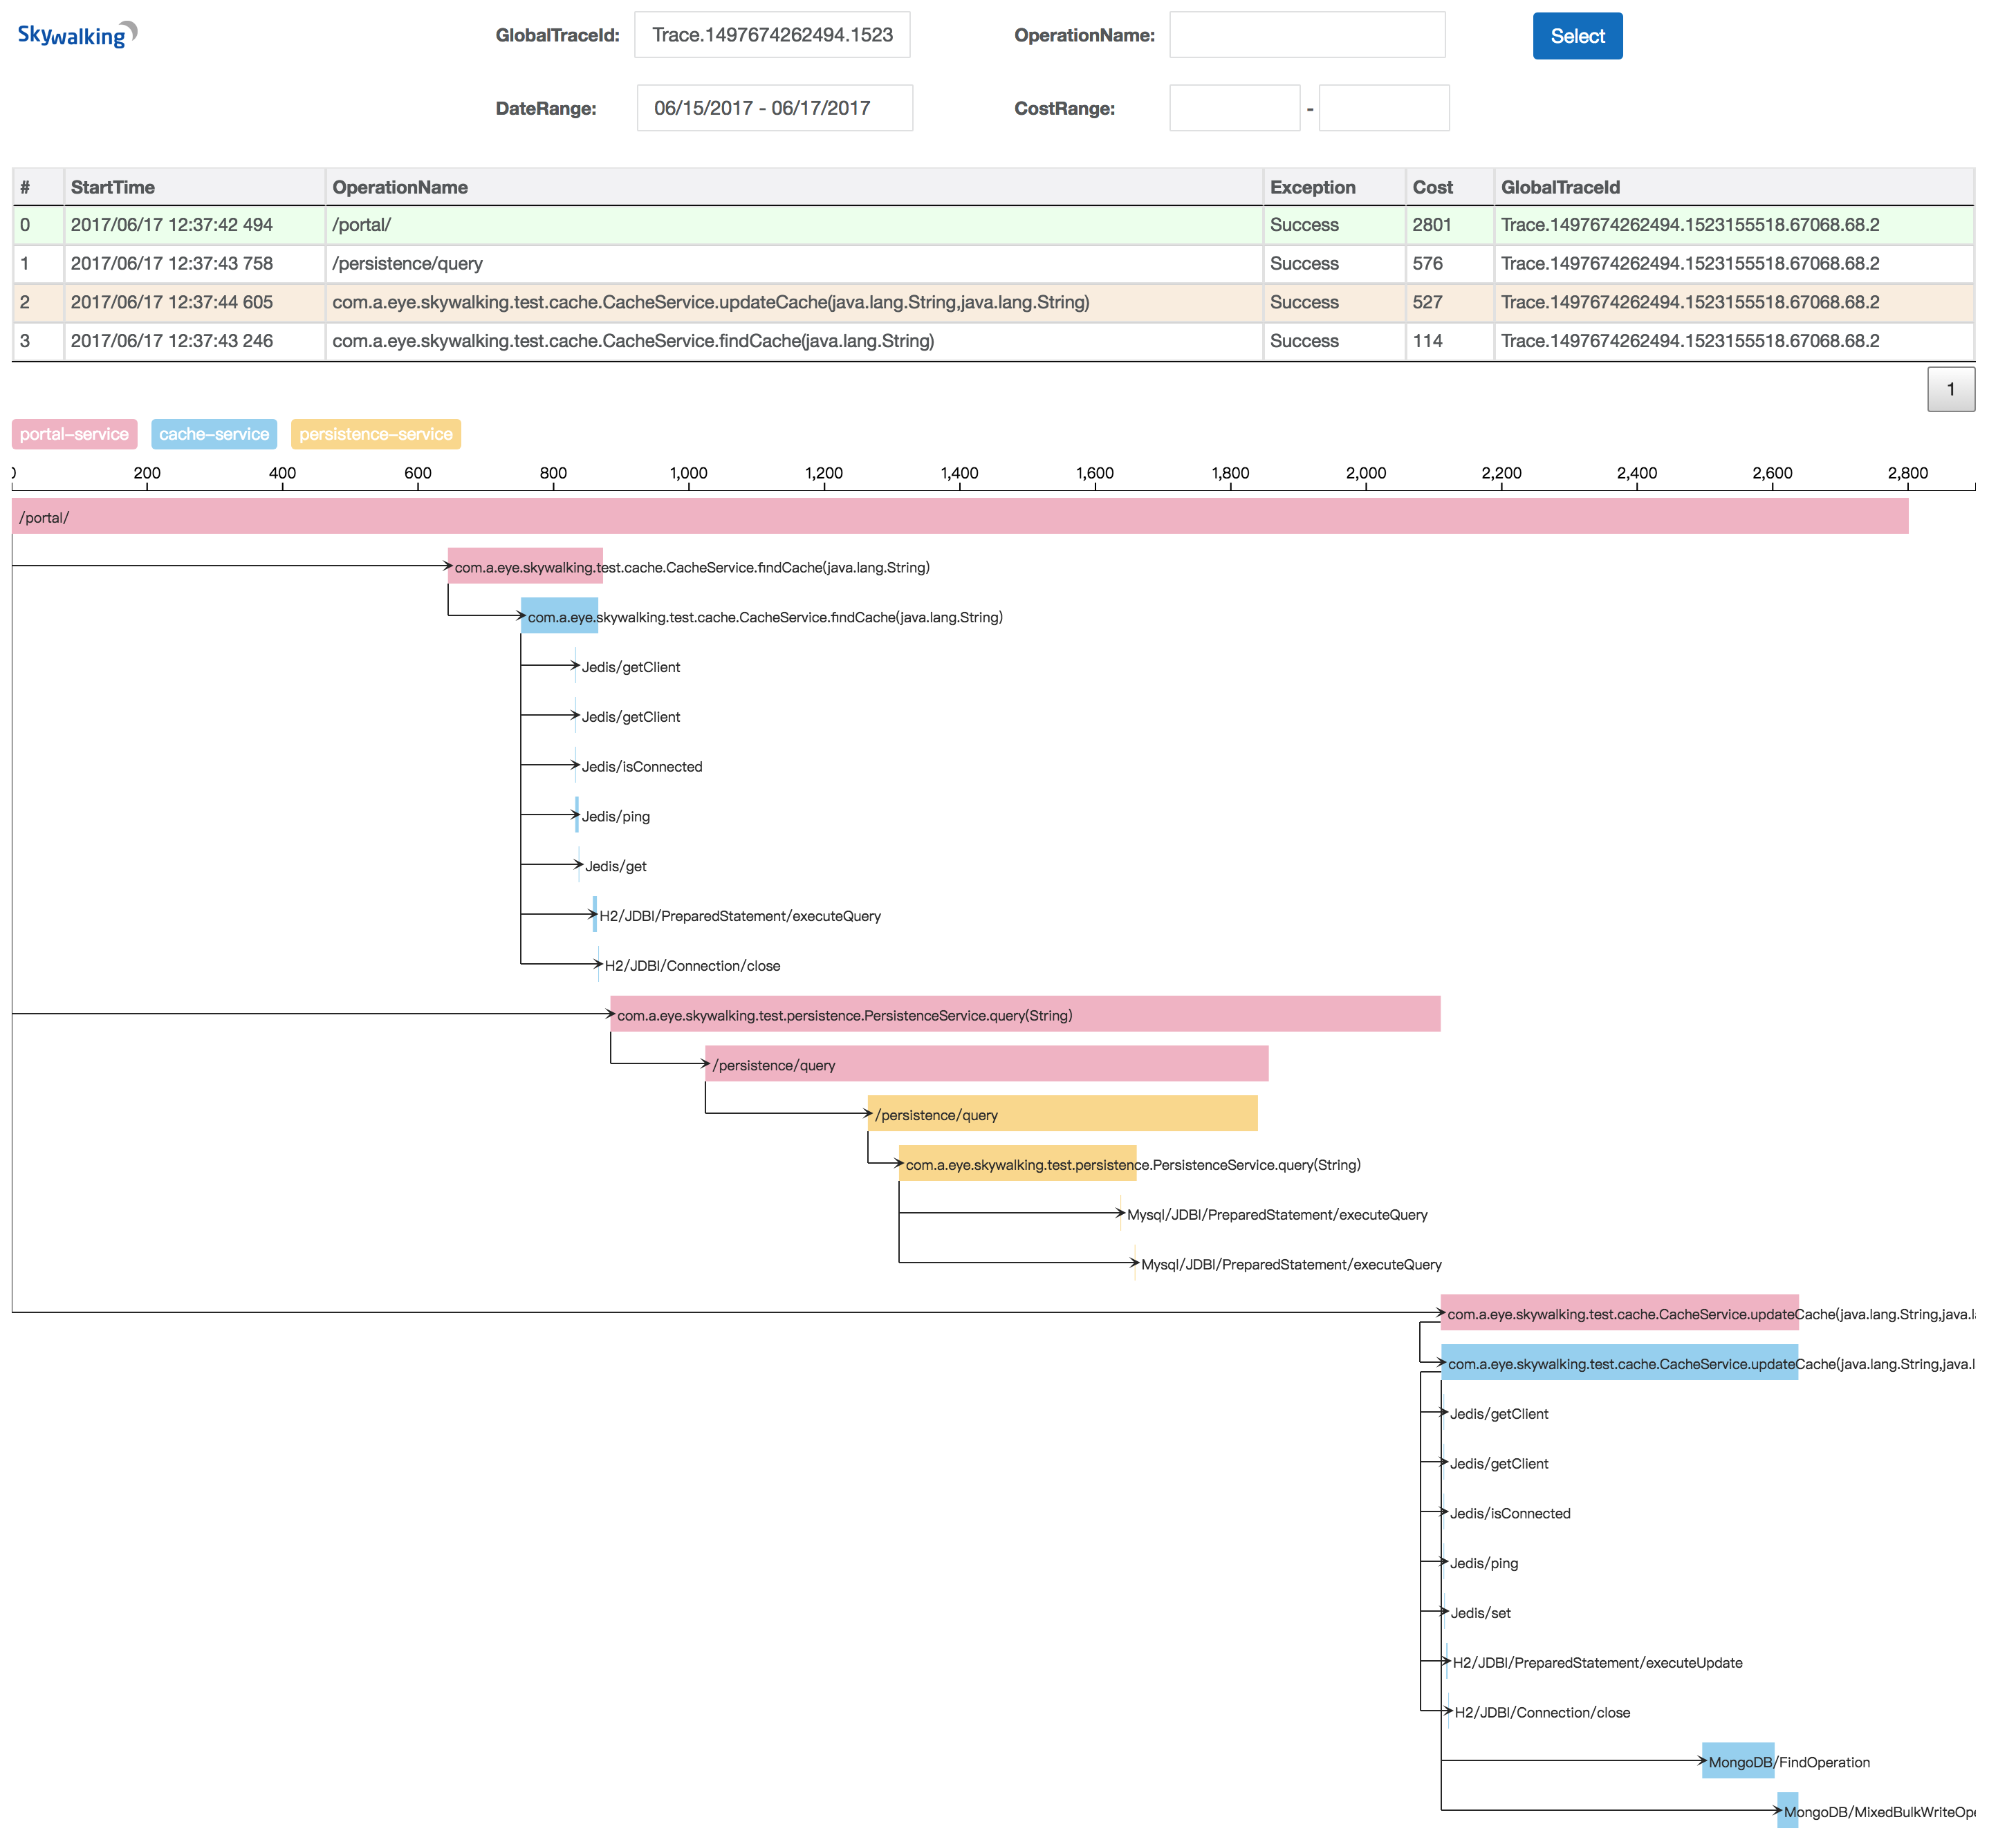 Skywalking
GlobalTraceId: Trace.1497674262494.1523 OperationName: Select
DateRange: 06/15/2017 - 06/17/2017 CostRange: -
# StartTime OperationName Exception Cost GlobalTraceId
0 2017/06/17 12:37:42 494 /portal/ Success 2801 Trace.1497674262494.1523155518.67068.68.2
1 2017/06/17 12:37:43 758 /persistence/query Success 576 Trace.1497674262494.1523155518.67068.68.2
2 2017/06/17 12:37:44 605 com.a.eye.skywalking.test.cache.CacheService.updateCache(java.lang.String,java.lang.String) Success 527 Trace.1497674262494.1523155518.67068.68.2
3 2017/06/17 12:37:43 246 com.a.eye.skywalking.test.cache.CacheService.findCache(java.lang.String) Success 114 Trace.1497674262494.1523155518.67068.68.2
1
portal-service cache-service persistence-service
0 200 400 600 800 1,000 1,200 1,400 1,600 1,800 2,000 2,200 2,400 2,600 2,800
/portal/
com.a.eye.skywalking.test.cache.CacheService.findCache(java.lang.String)
com.a.eye.skywalking.test.cache.CacheService.findCache(java.lang.String)
Jedis/getClient
Jedis/getClient
Jedis/isConnected
Jedis/ping
Jedis/get
H2/JDBI/PreparedStatement/executeQuery
H2/JDBI/Connection/close
com.a.eye.skywalking.test.persistence.PersistenceService.query(String)
/persistence/query
/persistence/query
com.a.eye.skywalking.test.persistence.PersistenceService.query(String)
Mysql/JDBI/PreparedStatement/executeQuery
Mysql/JDBI/PreparedStatement/executeQuery
com.a.eye.skywalking.test.cache.CacheService.updateCache(java.lang.String,java.l
com.a.eye.skywalking.test.cache.CacheService.updateCache(java.lang.String,java.l
Jedis/getClient
Jedis/getClient
Jedis/isConnected
Jedis/ping
Jedis/set
H2/JDBI/PreparedStatement/executeUpdate
H2/JDBI/Connection/close
MongoDB/FindOperation
MongoDB/MixedBulkWriteOpe